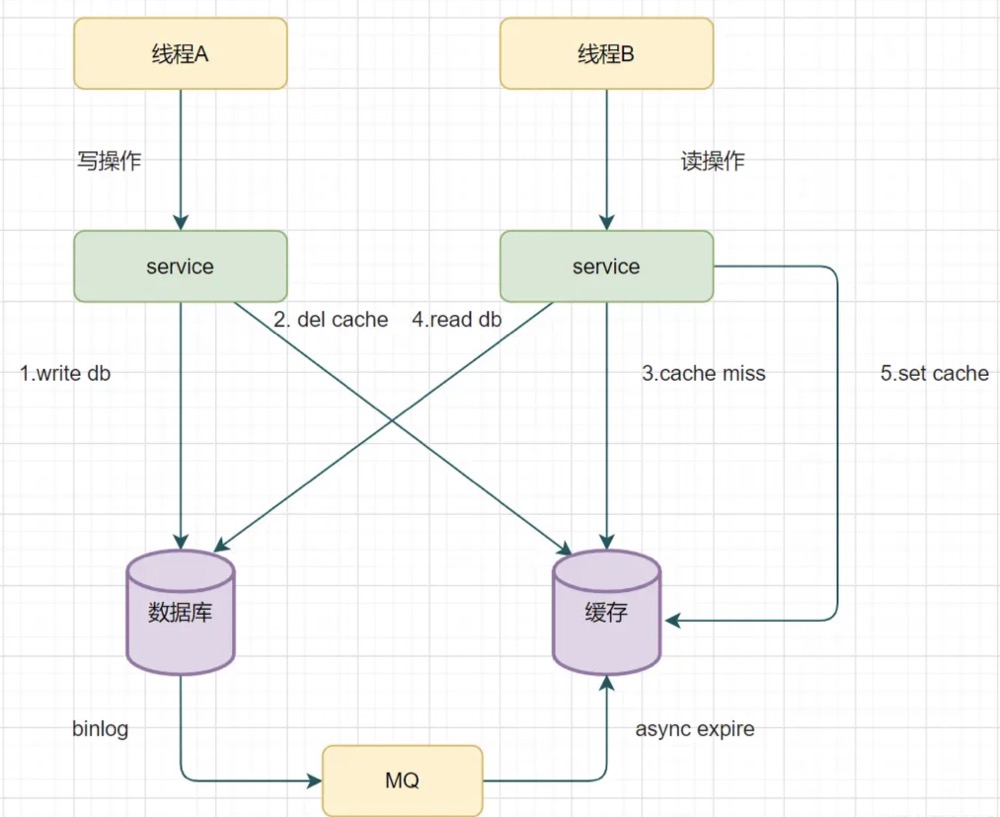 线程A
线程B
写操作
读操作
service
service
2. del cache
4.read db
1.write db
3.cache miss
5.set cache
数据库
缓存
binlog
async expire
MQ